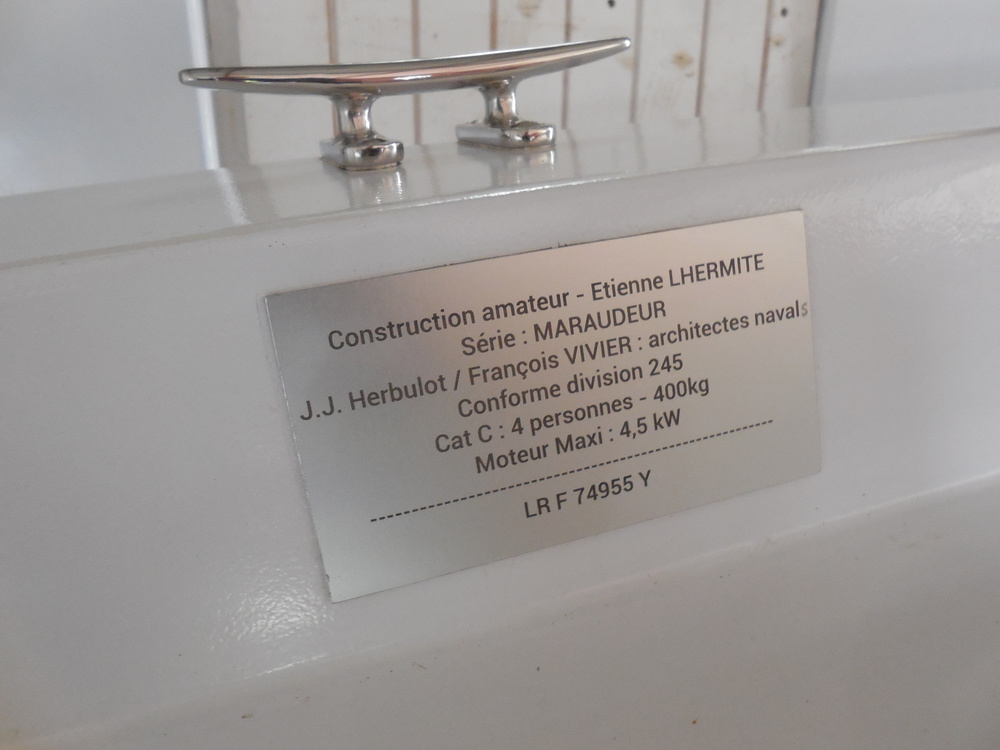 Construction amateur - Etienne LHERMITE
Série : MARAUDEUR
J.J. Herbulot / François VIVIER : architectes navals
Conforme division 245
Cat C : 4 personnes - 400kg
Moteur Maxi : 4,5 kW
--------------------------------------------------------
LR F 74955 Y